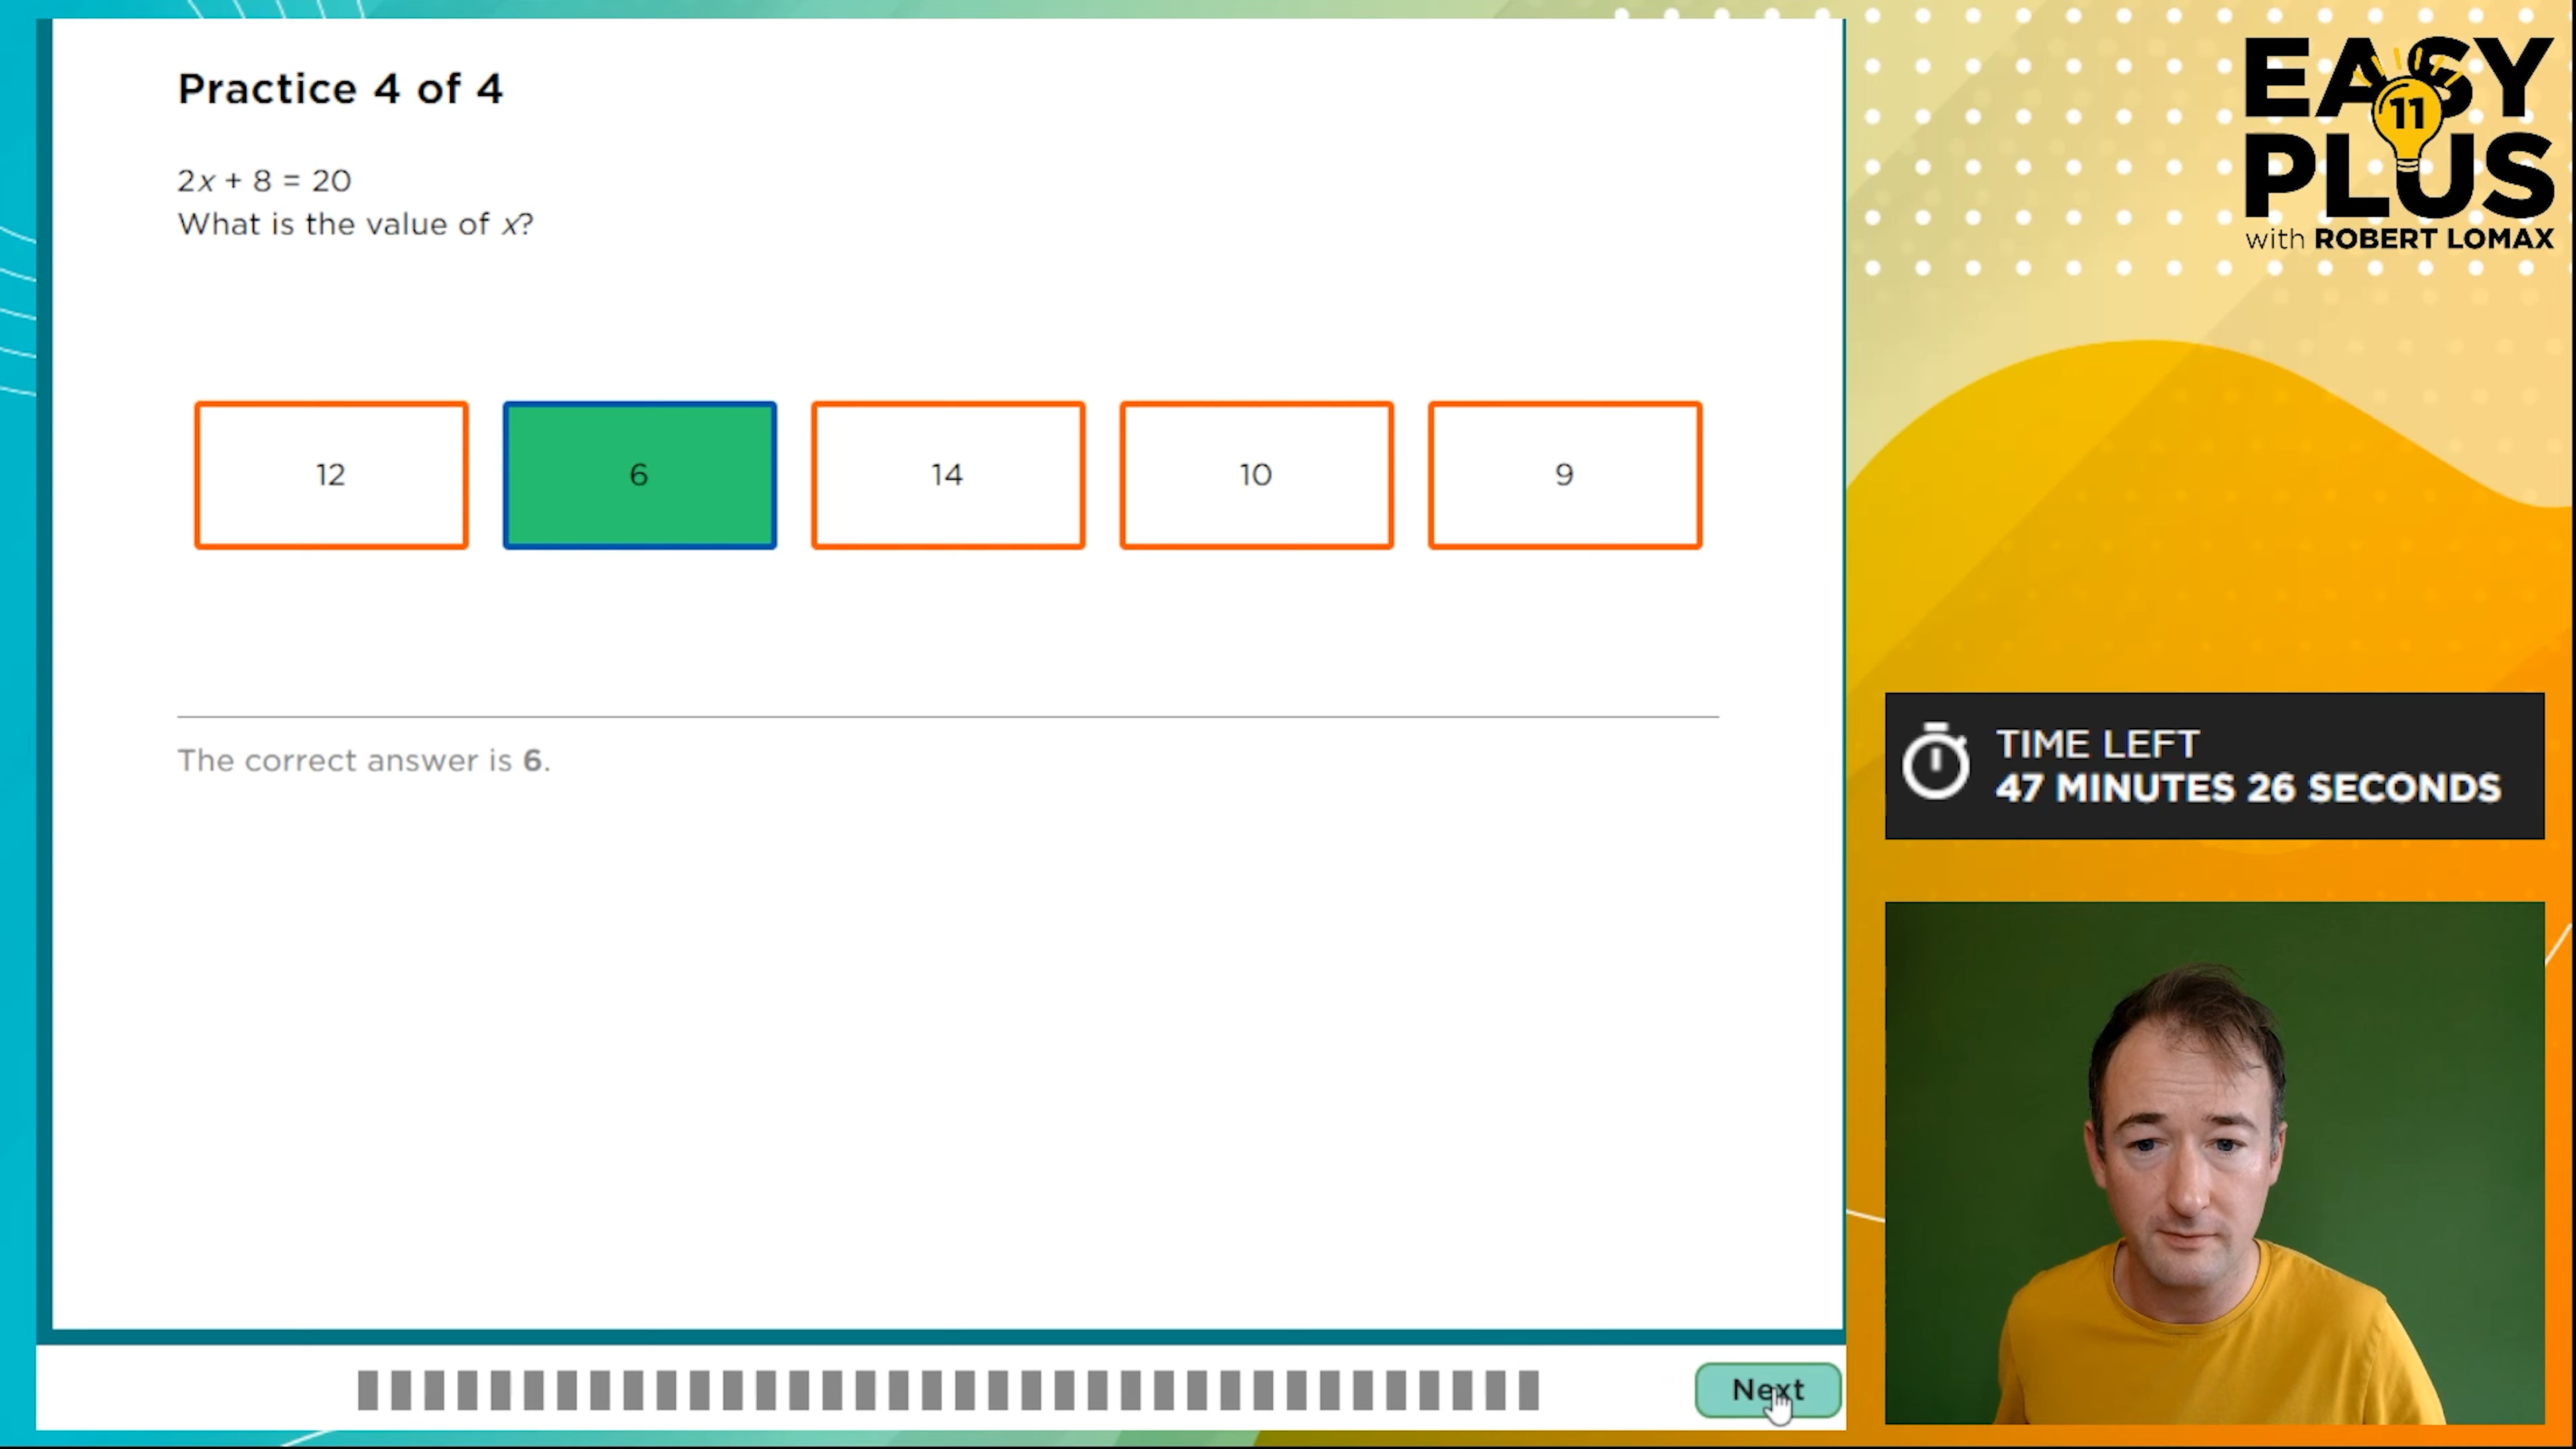 Practice 4 of 4
2x + 8 = 20
What is the value of x?
12
6
14
10
9
The correct answer is 6.
Next
EASY
11
PLUS
with ROBERT LOMAX
TIME LEFT
47 MINUTES 26 SECONDS